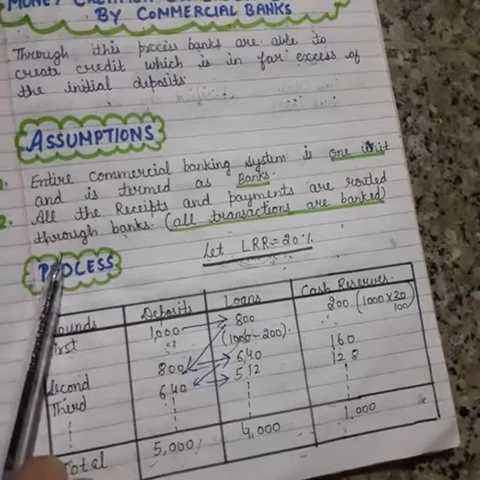 MONEY CREATION
BY COMMERCIAL BANKS
Through this process banks are able to
create credit which is in far excess of
the initial deposits.
ASSUMPTIONS
1. Entire commercial banking system is one unit
and is termed as Banks.
2. All the Receipts and payments are routed
through banks. (all transactions are banked)
Let LRR = 20%
PROCESS
Rounds Deposits Loans Cash Reserves.
First 1,000 800 200 (1000 × 20/100)
(1000 - 200)
Second 800 640 160
Third 640 512 128
Total 5,000 4,000 1,000